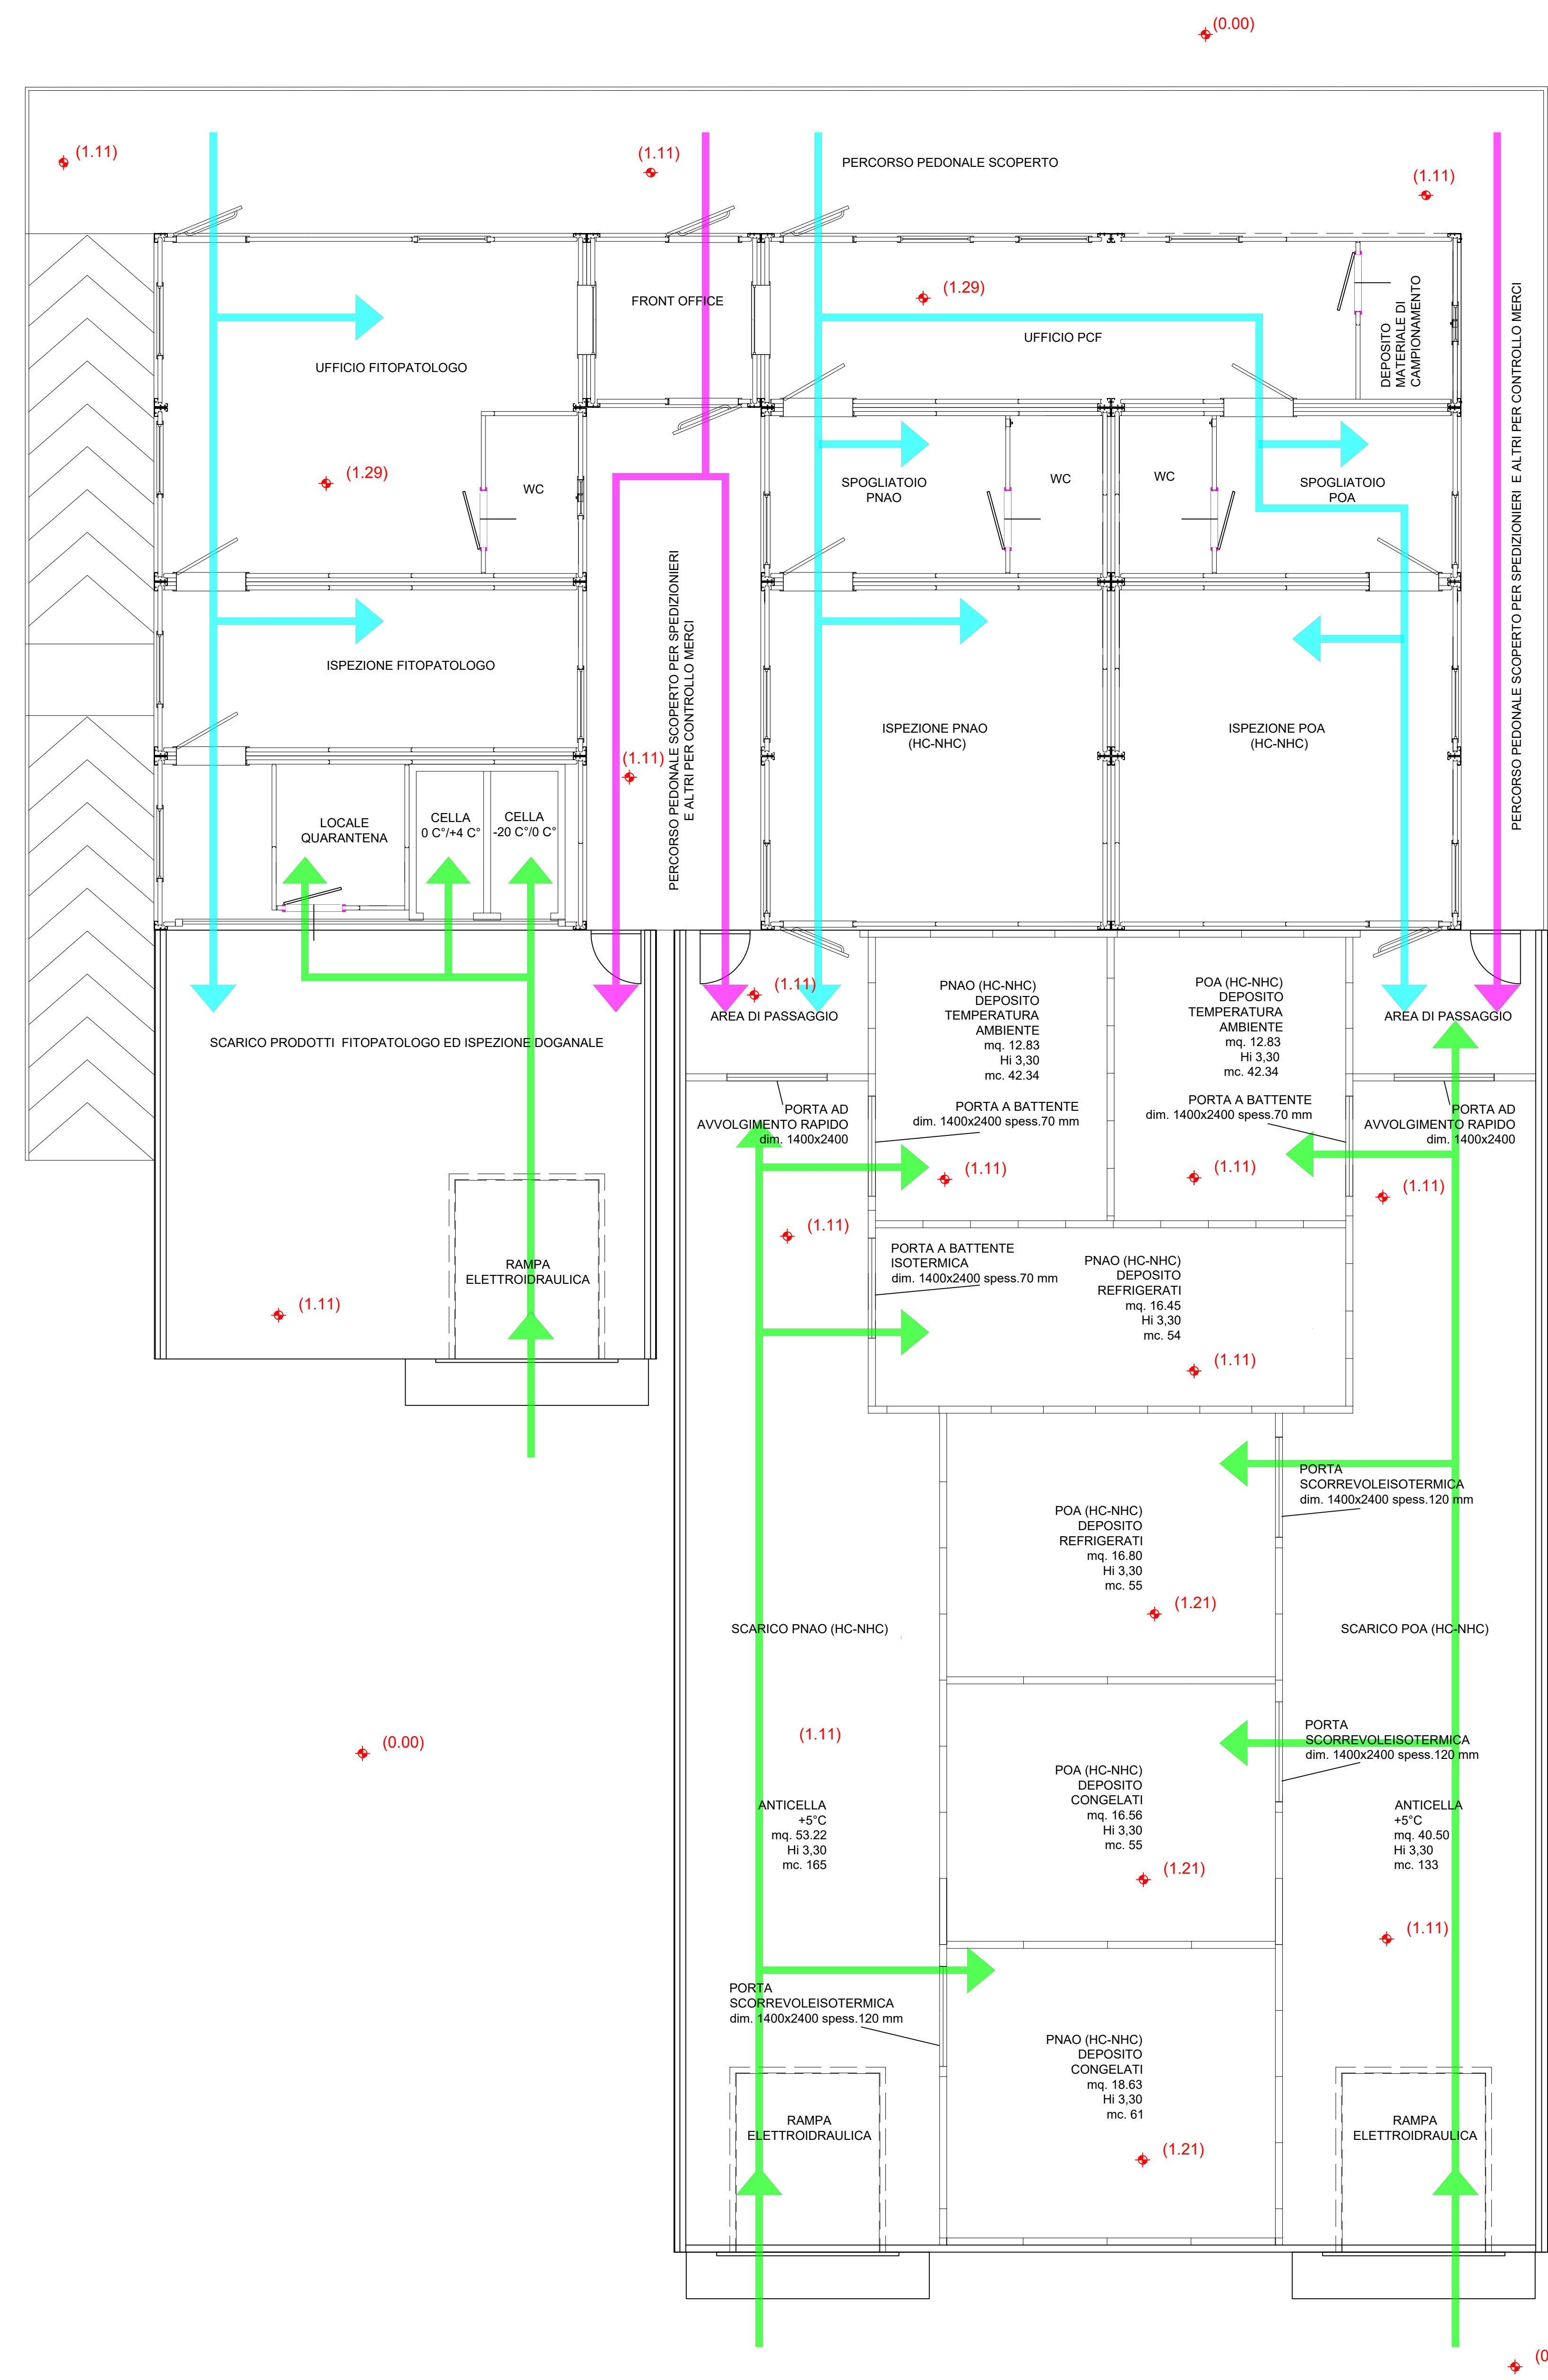 (0.00)
(1.11)
(1.11)
PERCORSO PEDONALE SCOPERTO
(1.11)
FRONT OFFICE
(1.29)
UFFICIO PCF
DEPOSITO
MATERIALE DI
CAMPIONAMENTO
UFFICIO FITOPATOLOGO
(1.29)
WC
SPOGLIATOIO
PNAO
WC
WC
SPOGLIATOIO
POA
PERCORSO PEDONALE SCOPERTO PER SPEDIZIONIERI E ALTRI PER CONTROLLO MERCI
PERCORSO PEDONALE SCOPERTO PER SPEDIZIONIERI
E ALTRI PER CONTROLLO MERCI
ISPEZIONE FITOPATOLOGO
ISPEZIONE PNAO
(HC-NHC)
ISPEZIONE POA
(HC-NHC)
(1.11)
LOCALE
QUARANTENA
CELLA
0 C°/+4 C°
CELLA
-20 C°/0 C°
SCARICO PRODOTTI FITOPATOLOGO ED ISPEZIONE DOGANALE
(1.11)
AREA DI PASSAGGIO
PNAO (HC-NHC)
DEPOSITO
TEMPERATURA
AMBIENTE
mq. 12.83
Hi 3,30
mc. 42.34
POA (HC-NHC)
DEPOSITO
TEMPERATURA
AMBIENTE
mq. 12.83
Hi 3,30
mc. 42.34
AREA DI PASSAGGIO
PORTA AD
AVVOLGIMENTO RAPIDO
dim. 1400x2400
PORTA A BATTENTE
dim. 1400x2400 spess.70 mm
PORTA A BATTENTE
dim. 1400x2400 spess.70 mm
PORTA AD
AVVOLGIMENTO RAPIDO
dim. 1400x2400
(1.11)
(1.11)
(1.11)
(1.11)
RAMPA
ELETTROIDRAULICA
(1.11)
PORTA A BATTENTE
ISOTERMICA
dim. 1400x2400 spess.70 mm
PNAO (HC-NHC)
DEPOSITO
REFRIGERATI
mq. 16.45
Hi 3,30
mc. 54
(1.11)
PORTA
SCORREVOLEISOTERMICA
dim. 1400x2400 spess.120 mm
POA (HC-NHC)
DEPOSITO
REFRIGERATI
mq. 16.80
Hi 3,30
mc. 55
(1.21)
SCARICO PNAO (HC-NHC)
SCARICO POA (HC-NHC)
(0.00)
(1.11)
PORTA
SCORREVOLEISOTERMICA
dim. 1400x2400 spess.120 mm
POA (HC-NHC)
DEPOSITO
CONGELATI
mq. 16.56
Hi 3,30
mc. 55
(1.21)
ANTICELLA
+5°C
mq. 53.22
Hi 3,30
mc. 165
ANTICELLA
+5°C
mq. 40.50
Hi 3,30
mc. 133
(1.11)
PORTA
SCORREVOLEISOTERMICA
dim. 1400x2400 spess.120 mm
PNAO (HC-NHC)
DEPOSITO
CONGELATI
mq. 18.63
Hi 3,30
mc. 61
(1.21)
RAMPA
ELETTROIDRAULICA
RAMPA
ELETTROIDRAULICA